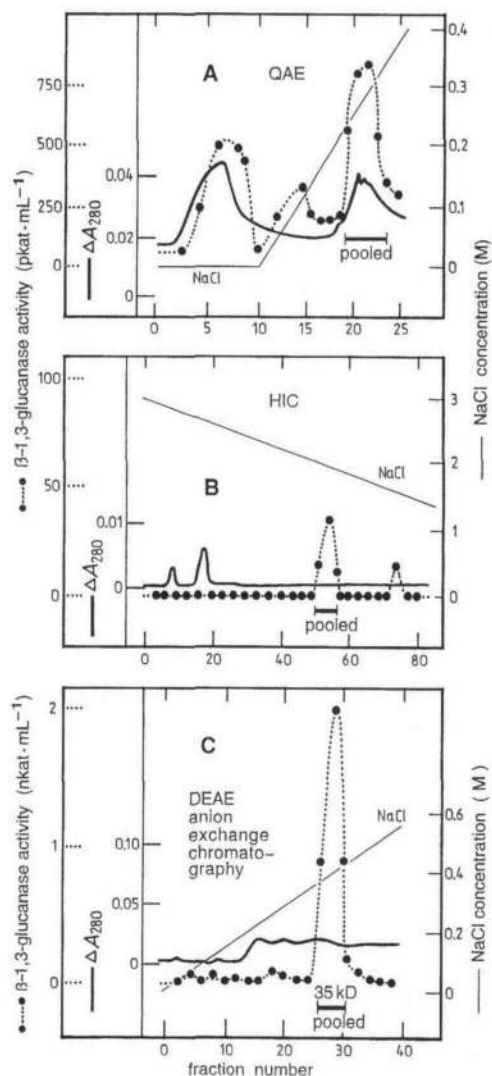 A
QAE
750
500
250
0
0.04
0.02
0.01
0
NaCl
pooled
0.4
0.3
0.2
0.1
0
0 5 10 15 20 25
B
HIC
100
50
0
0.01
0
NaCl
pooled
3
2
1
0
0 20 40 60 80
C
DEAE
anion
exchange
chromato-
graphy
2
1
0
0.10
0.05
0
NaCl
35 kD
pooled
0.6
0.4
0.2
0
0 10 20 30 40
fraction number
ß-1,3-glucanase activity (pkat·mL⁻¹)
ΔA280
NaCl concentration (M)
ΔA280
ß-1,3-glucanase activity (nkat·mL⁻¹)
ΔA280
NaCl concentration ( M )